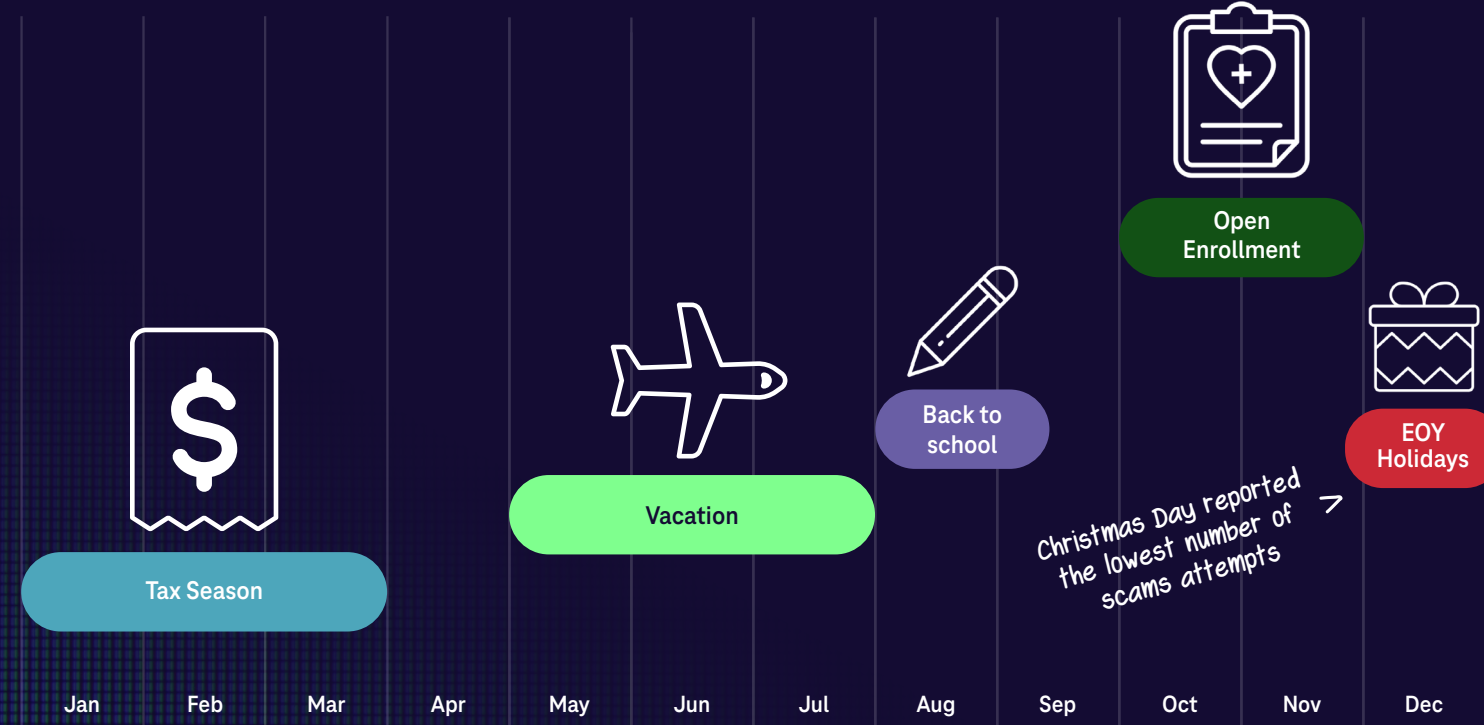 Open
Enrollment
Back to
school
EOY
Holidays
Vacation
Christmas Day reported
the lowest number of
scams attempts
Tax Season
Jan
Feb
Mar
Apr
May
Jun
Jul
Aug
Sep
Oct
Nov
Dec